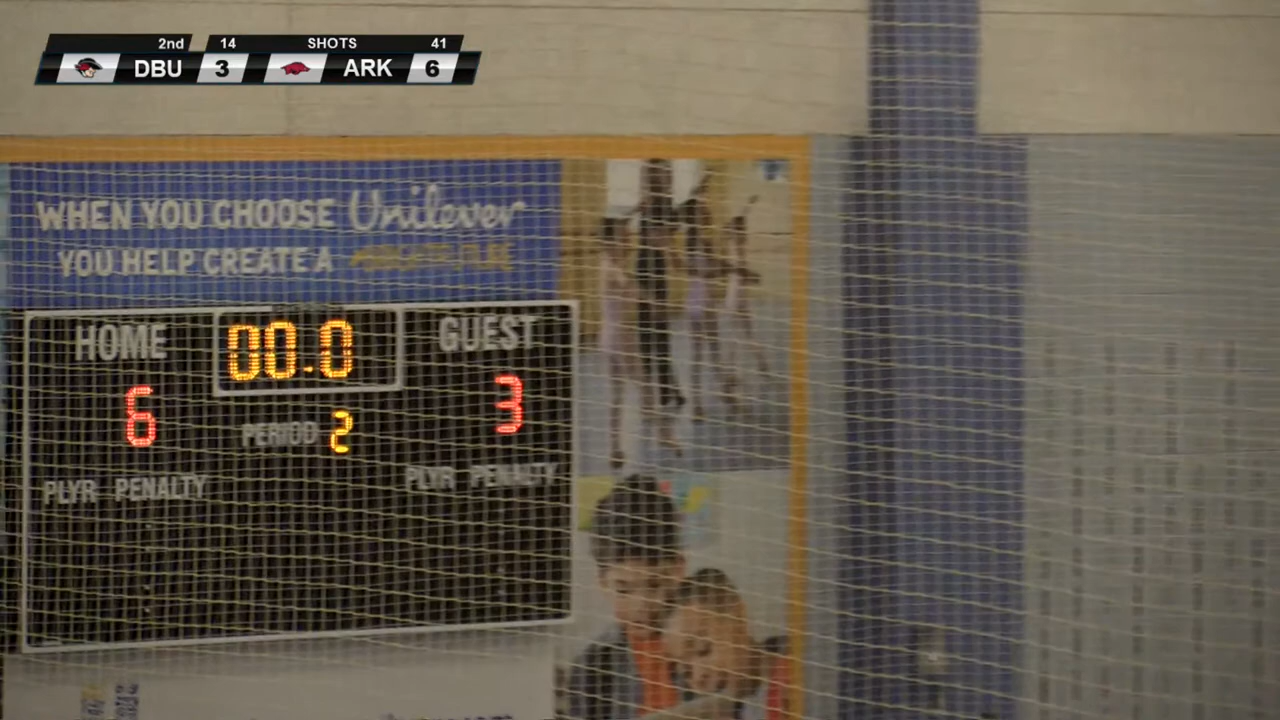 2nd 14 SHOTS 41
DBU 3 ARK 6
WHEN YOU CHOOSE Unilever
YOU HELP CREATE A
HOME 00.0 GUEST
6 3
PERIOD 2
PLYR PENALTY PLYR PENALTY